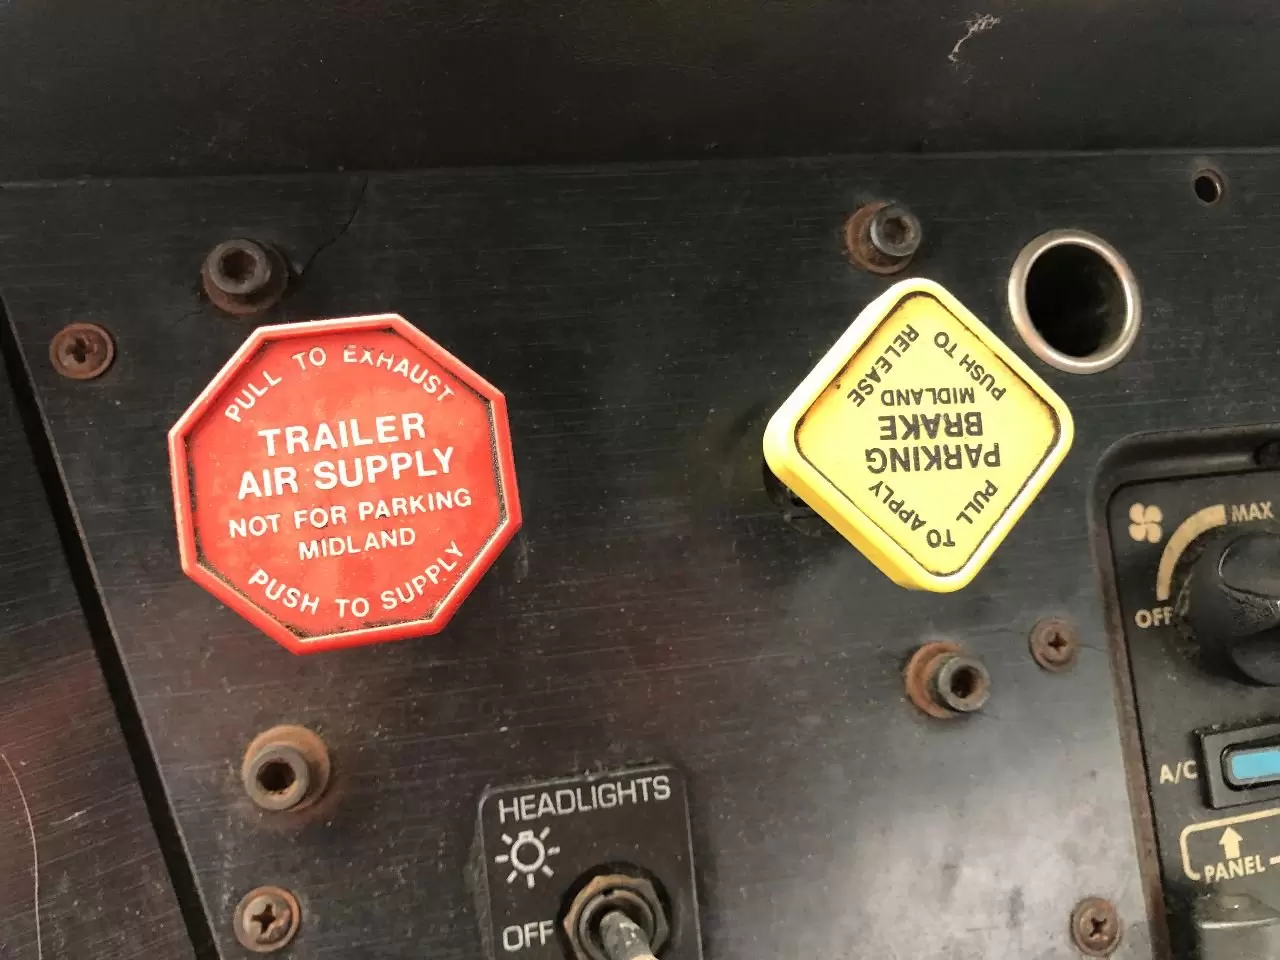 PULL TO EXHAUST
TRAILER
AIR SUPPLY
NOT FOR PARKING
MIDLAND
PUSH TO SUPPLY
PULL
TO APPLY
PARKING
BRAKE
MIDLAND
PUSH TO
RELEASE
MAX
OFF
A/C
PANEL
HEADLIGHTS
OFF